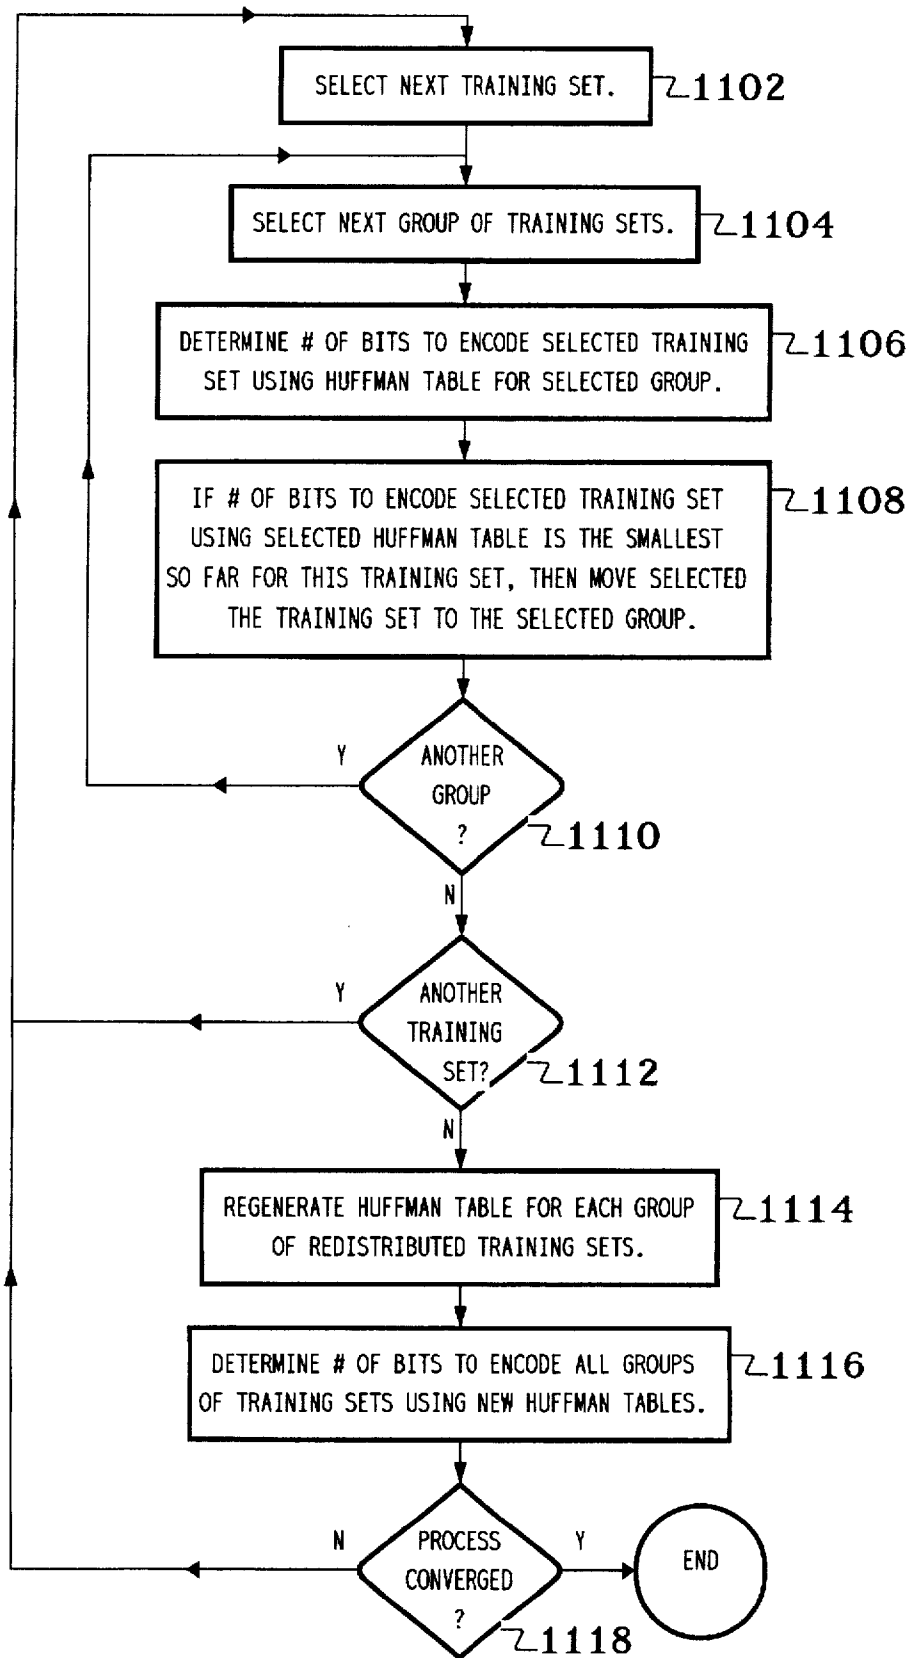 SELECT NEXT TRAINING SET.
1102
SELECT NEXT GROUP OF TRAINING SETS.
1104
DETERMINE # OF BITS TO ENCODE SELECTED TRAINING
SET USING HUFFMAN TABLE FOR SELECTED GROUP.
1106
IF # OF BITS TO ENCODE SELECTED TRAINING SET
USING SELECTED HUFFMAN TABLE IS THE SMALLEST
SO FAR FOR THIS TRAINING SET, THEN MOVE SELECTED
THE TRAINING SET TO THE SELECTED GROUP.
1108
Y
ANOTHER
GROUP
?
1110
N
Y
ANOTHER
TRAINING
SET?
1112
N
REGENERATE HUFFMAN TABLE FOR EACH GROUP
OF REDISTRIBUTED TRAINING SETS.
1114
DETERMINE # OF BITS TO ENCODE ALL GROUPS
OF TRAINING SETS USING NEW HUFFMAN TABLES.
1116
N
PROCESS
CONVERGED
?
1118
Y
END